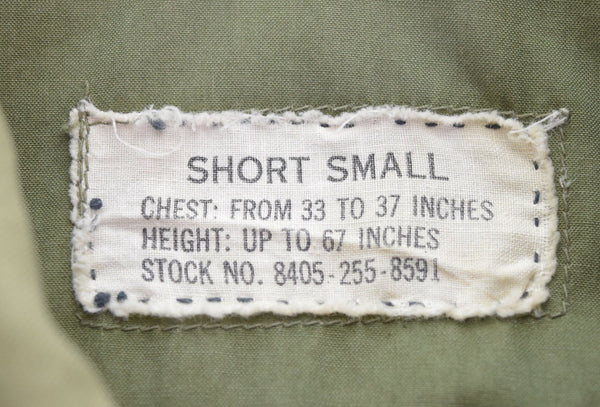 SHORT SMALL
CHEST: FROM 33 TO 37 INCHES
HEIGHT: UP TO 67 INCHES
STOCK NO. 8405-255-8591